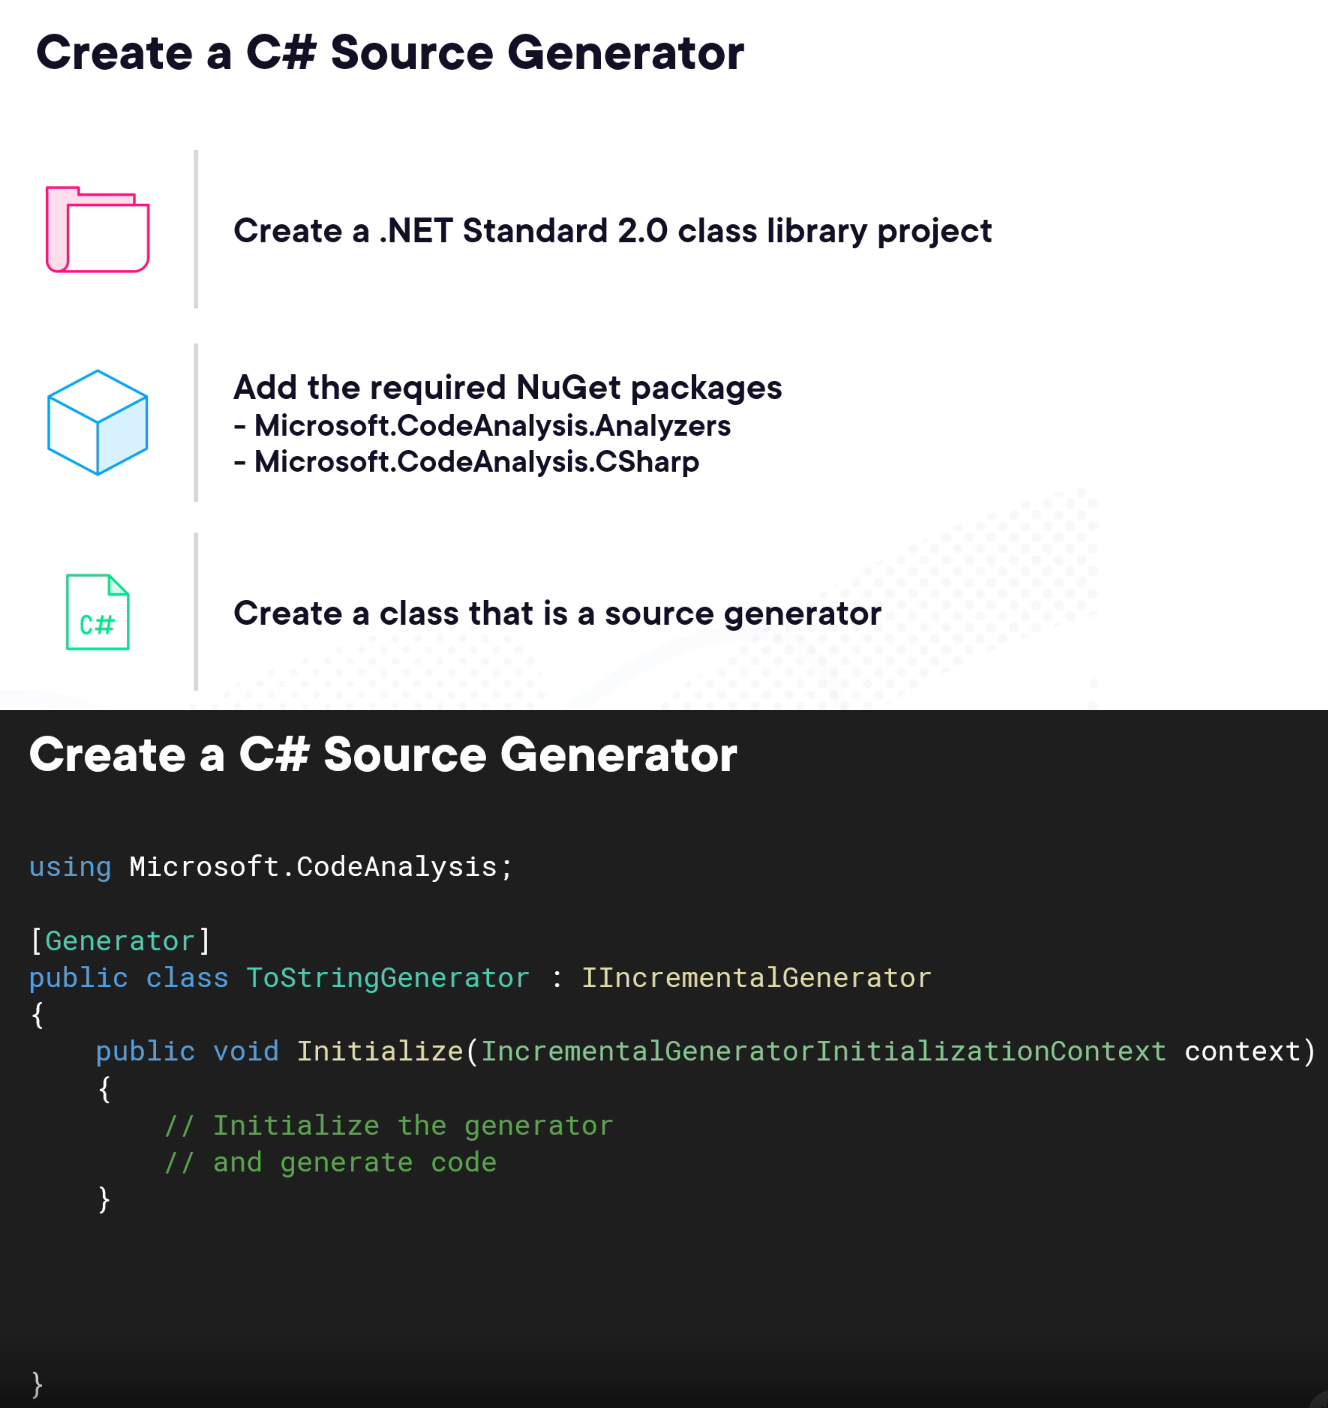 Create a C# Source Generator
Create a .NET Standard 2.0 class library project
Add the required NuGet packages
- Microsoft.CodeAnalysis.Analyzers
- Microsoft.CodeAnalysis.CSharp
C#
Create a class that is a source generator
Create a C# Source Generator
using Microsoft.CodeAnalysis;
[Generator]
public class ToStringGenerator : IIncrementalGenerator
{
    public void Initialize(IncrementalGeneratorInitializationContext context)
    {
        // Initialize the generator
        // and generate code
    }
}